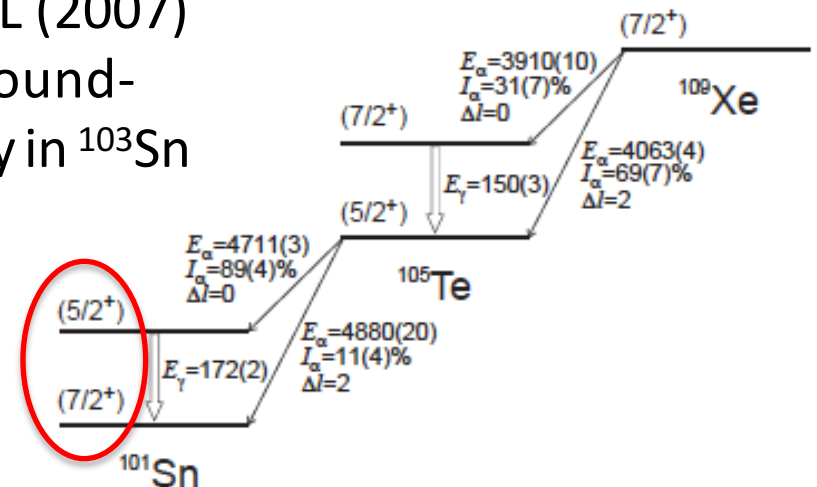 L (2007)
ound-
y in ¹⁰³Sn
(7/2⁺)
Eα=3910(10)
Iα=31(7)%
Δl=0
¹⁰⁹Xe
(7/2⁺)
Eα=4063(4)
Iα=69(7)%
Δl=2
Eγ=150(3)
(5/2⁺)
Eα=4711(3)
Iα=89(4)%
Δl=0
¹⁰⁵Te
(5/2⁺)
Eα=4880(20)
Iα=11(4)%
Δl=2
Eγ=172(2)
(7/2⁺)
¹⁰¹Sn